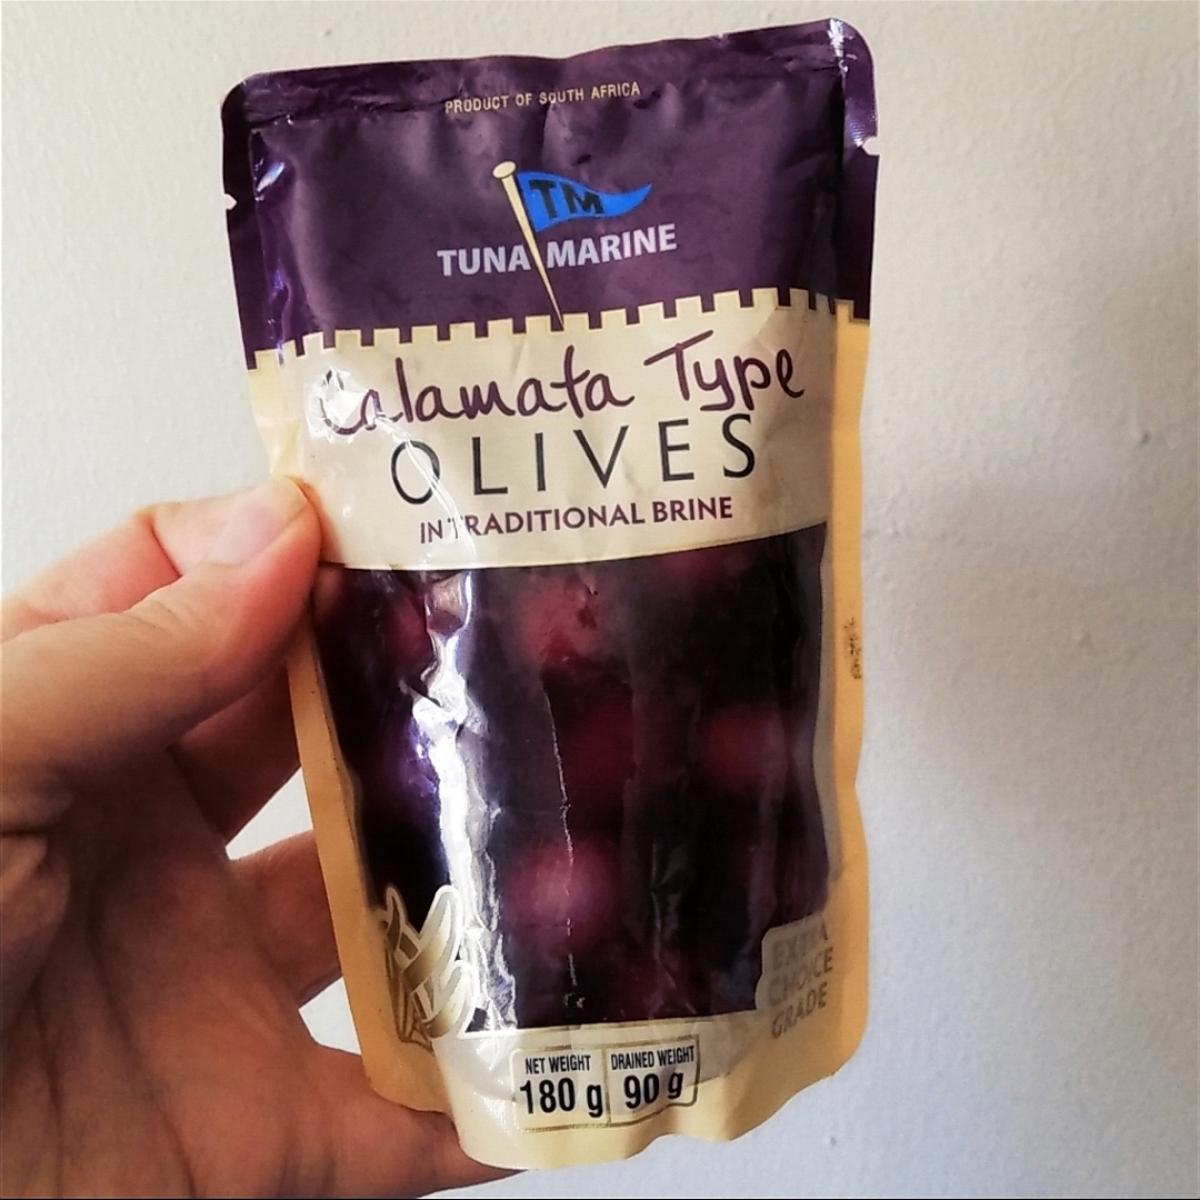 PRODUCT OF SOUTH AFRICA
TM
TUNA MARINE
Calamata Type
OLIVES
IN TRADITIONAL BRINE
EXTRA
CHOICE
GRADE
NET WEIGHT
180 g
DRAINED WEIGHT
90 g